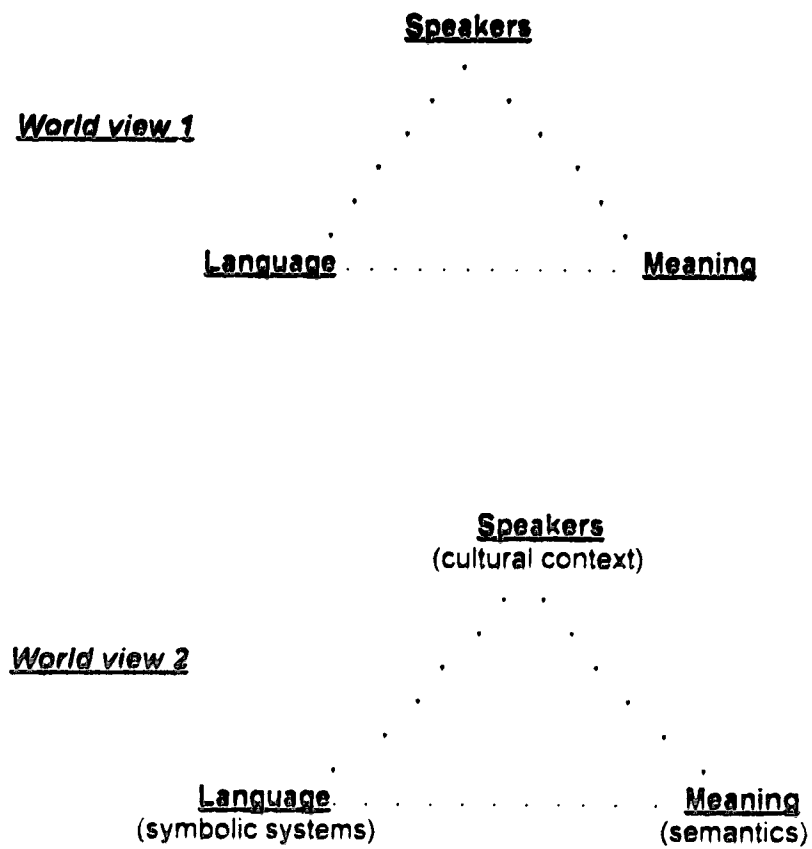 Speakers
World view 1
Language Meaning
Speakers
(cultural context)
World view 2
Language Meaning
(symbolic systems) (semantics)